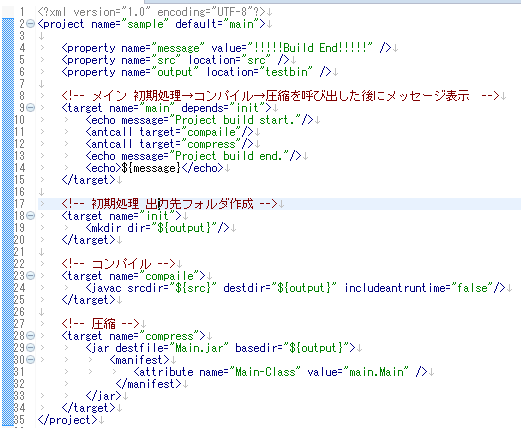 1 <?xml version="1.0" encoding="UTF-8"?>↓
2 <project name="sample" default="main">↓
3 ↓
4 <property name="message" value="!!!!!Build End!!!!!" />↓
5 <property name="src" location="src" />↓
6 <property name="output" location="testbin" />↓
7 ↓
8 <!-- メイン 初期処理→コンパイル→圧縮を呼び出した後にメッセージ表示 -->↓
9 <target name="main" depends="init">↓
10 <echo message="Project build start."/>↓
11 <antcall target="compaile"/>↓
12 <antcall target="compress"/>↓
13 <echo message="Project build end."/>↓
14 <echo>${message}</echo>↓
15 </target>↓
16 ↓
17 <!-- 初期処理 出力先フォルダ作成 -->↓
18 <target name="init">↓
19 <mkdir dir="${output}"/>↓
20 </target>↓
21 ↓
22 <!-- コンパイル -->↓
23 <target name="compaile">↓
24 <javac srcdir="${src}" destdir="${output}" includeantruntime="false"/>↓
25 </target>↓
26 ↓
27 <!-- 圧縮 -->↓
28 <target name="compress">↓
29 <jar destfile="Main.jar" basedir="${output}">↓
30 <manifest>↓
31 <attribute name="Main-Class" value="main.Main" />↓
32 </manifest>↓
33 </jar>↓
34 </target>↓
35 </project>↓